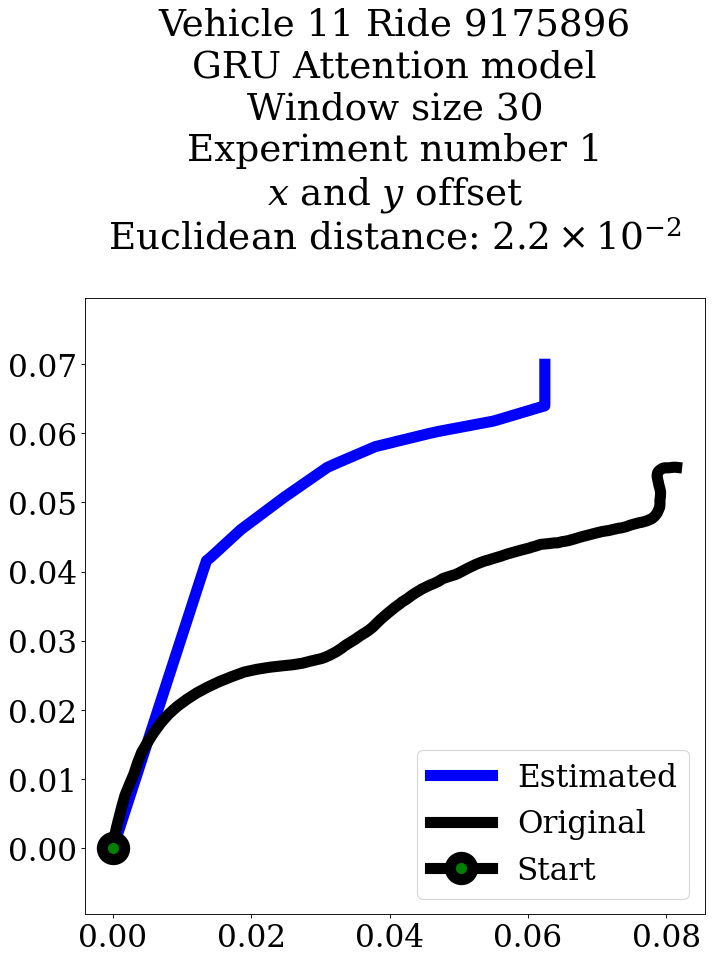 Vehicle 11 Ride 9175896
GRU Attention model
Window size 30
Experiment number 1
x and y offset
Euclidean distance: 2.2 × 10⁻²
0.07
0.06
0.05
0.04
0.03
0.02
0.01
0.00
Estimated
Original
Start
0.00 0.02 0.04 0.06 0.08